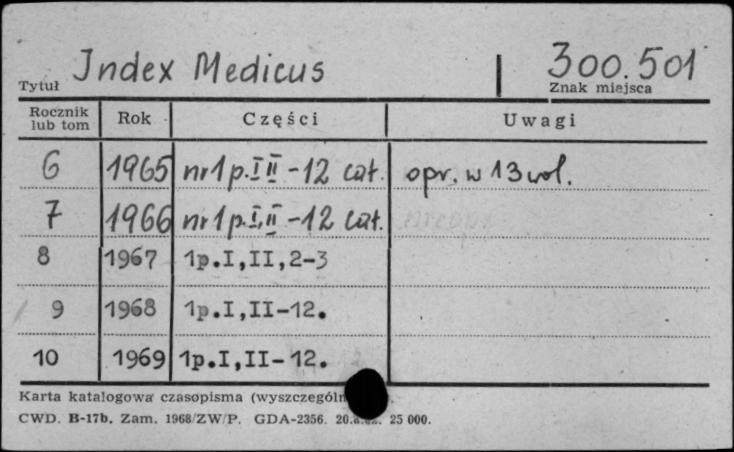 Index Medicus 300.501
Tytuł Znak miejsca
Rocznik lub tom Rok Części Uwagi
6 1965 nr 1 p. I II - 12 cał. opr. w 13 wol.
7 1966 nr 1 p. I, II - 12 cał.
8 1967 1p.I,II,2-3
9 1968 1p.I,II-12.
10 1969 1p.I,II-12.
Karta katalogowa czasopisma
CWD. B-17b. Zam. 1968/ZW/P. GDA-2356. 25 000.